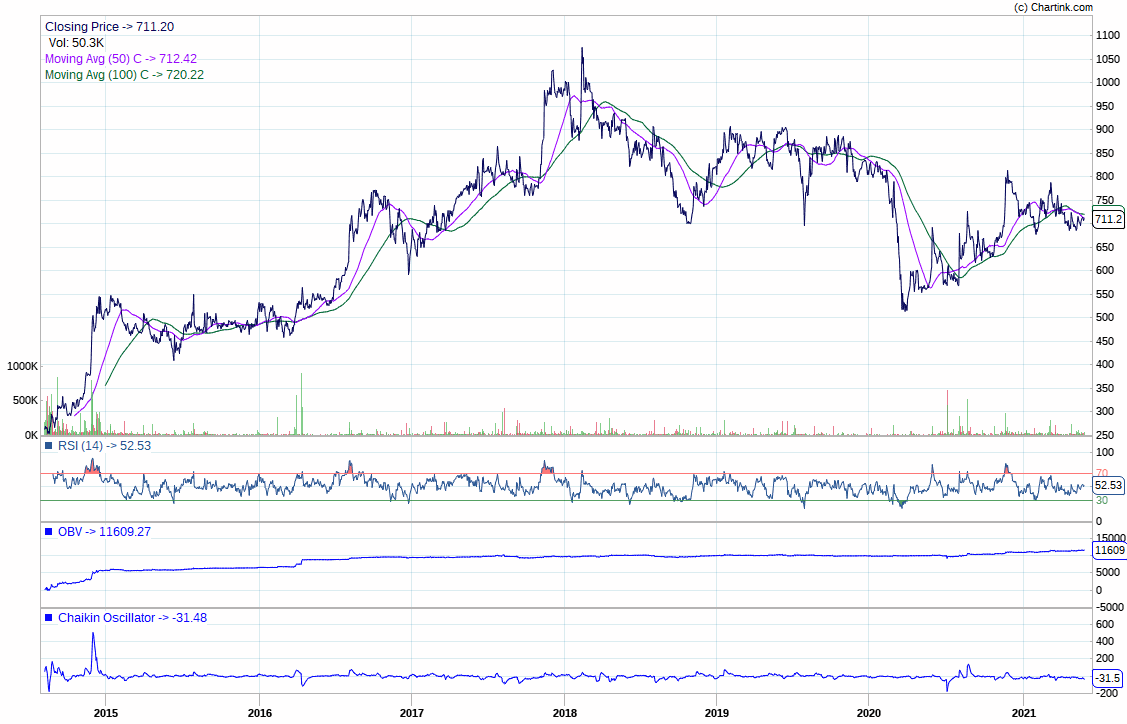 (c) Chartink.com
Closing Price -> 711.20
Vol: 50.3K
Moving Avg (50) C -> 712.42
Moving Avg (100) C -> 720.22
1100
1050
1000
950
900
850
800
750
711.2
650
600
550
500
450
400
350
300
250
1000K
500K
0K
RSI (14) -> 52.53
100
70
52.53
30
0
OBV -> 11609.27
15000
11609
5000
0
-5000
Chaikin Oscillator -> -31.48
600
400
200
-31.5
-200
2015 2016 2017 2018 2019 2020 2021